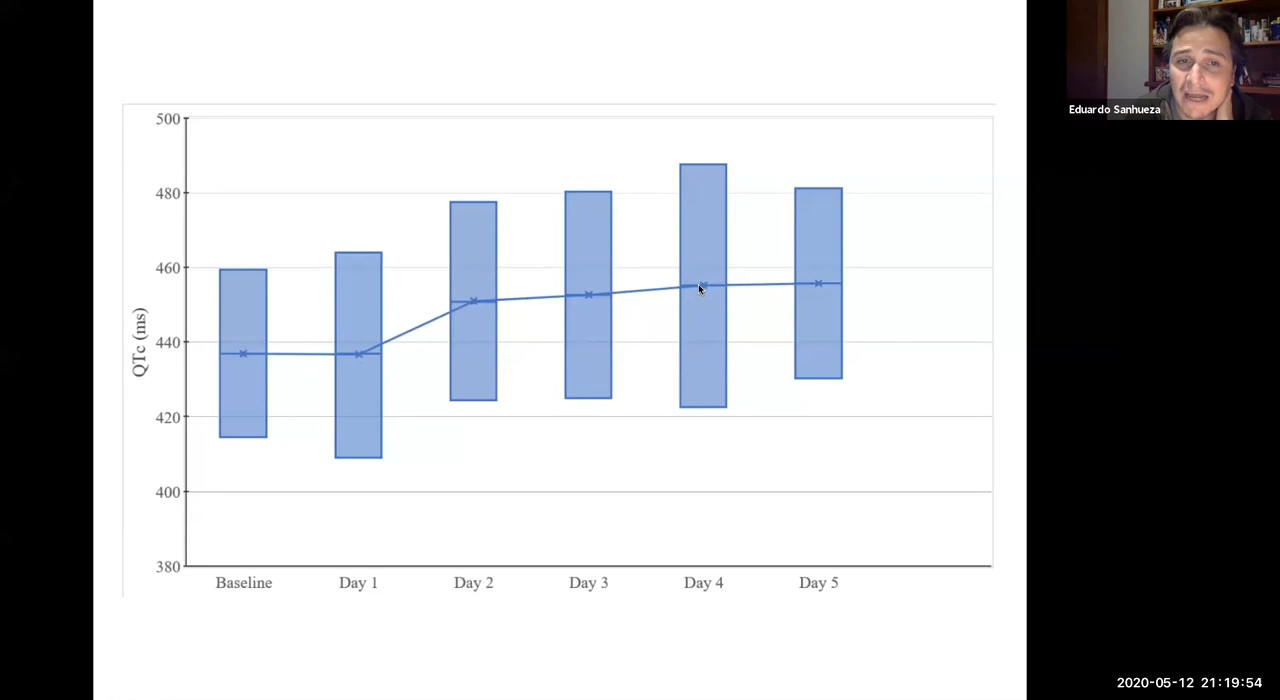 500
480
460
440
420
400
380
QTc (ms)
Baseline Day 1 Day 2 Day 3 Day 4 Day 5
Eduardo Sanhueza
2020-05-12 21:19:54